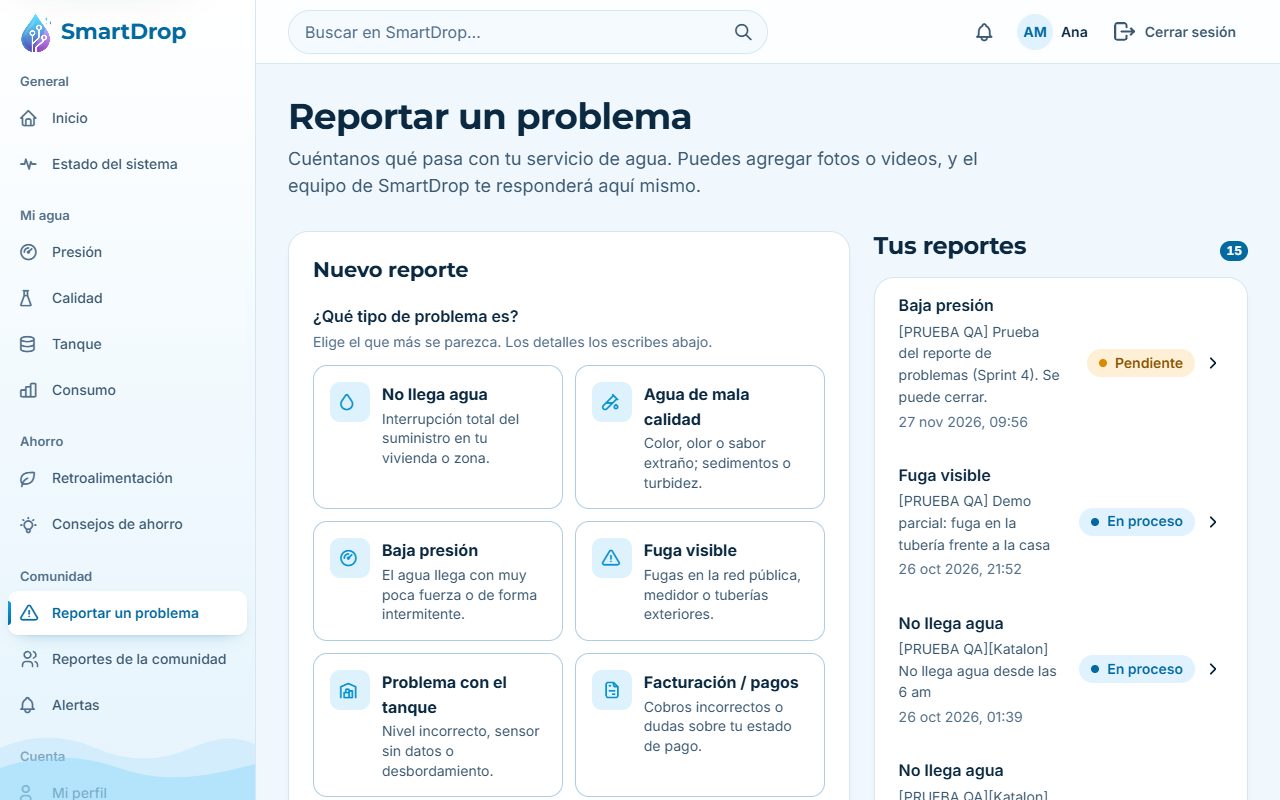 SmartDrop
General
Inicio
Estado del sistema
Mi agua
Presión
Calidad
Tanque
Consumo
Ahorro
Retroalimentación
Consejos de ahorro
Comunidad
Reportar un problema
Reportes de la comunidad
Alertas
Cuenta
Mi perfil
Buscar en SmartDrop...
AM
Ana
Cerrar sesión
Reportar un problema
Cuéntanos qué pasa con tu servicio de agua. Puedes agregar fotos o videos, y el
equipo de SmartDrop te responderá aquí mismo.
Nuevo reporte
¿Qué tipo de problema es?
Elige el que más se parezca. Los detalles los escribes abajo.
No llega agua
Interrupción total del
suministro en tu
vivienda o zona.
Agua de mala
calidad
Color, olor o sabor
extraño; sedimentos o
turbidez.
Baja presión
El agua llega con muy
poca fuerza o de forma
intermitente.
Fuga visible
Fugas en la red pública,
medidor o tuberías
exteriores.
Problema con el
tanque
Nivel incorrecto, sensor
sin datos o
desbordamiento.
Facturación / pagos
Cobros incorrectos o
dudas sobre tu estado
de pago.
Tus reportes
15
Baja presión
[PRUEBA QA] Prueba
del reporte de
problemas (Sprint 4). Se
puede cerrar.
27 nov 2026, 09:56
Pendiente
Fuga visible
[PRUEBA QA] Demo
parcial: fuga en la
tubería frente a la casa
26 oct 2026, 21:52
En proceso
No llega agua
[PRUEBA QA][Katalon]
No llega agua desde las
6 am
26 oct 2026, 01:39
En proceso
No llega agua
[PRUEBA QA][Katalon]